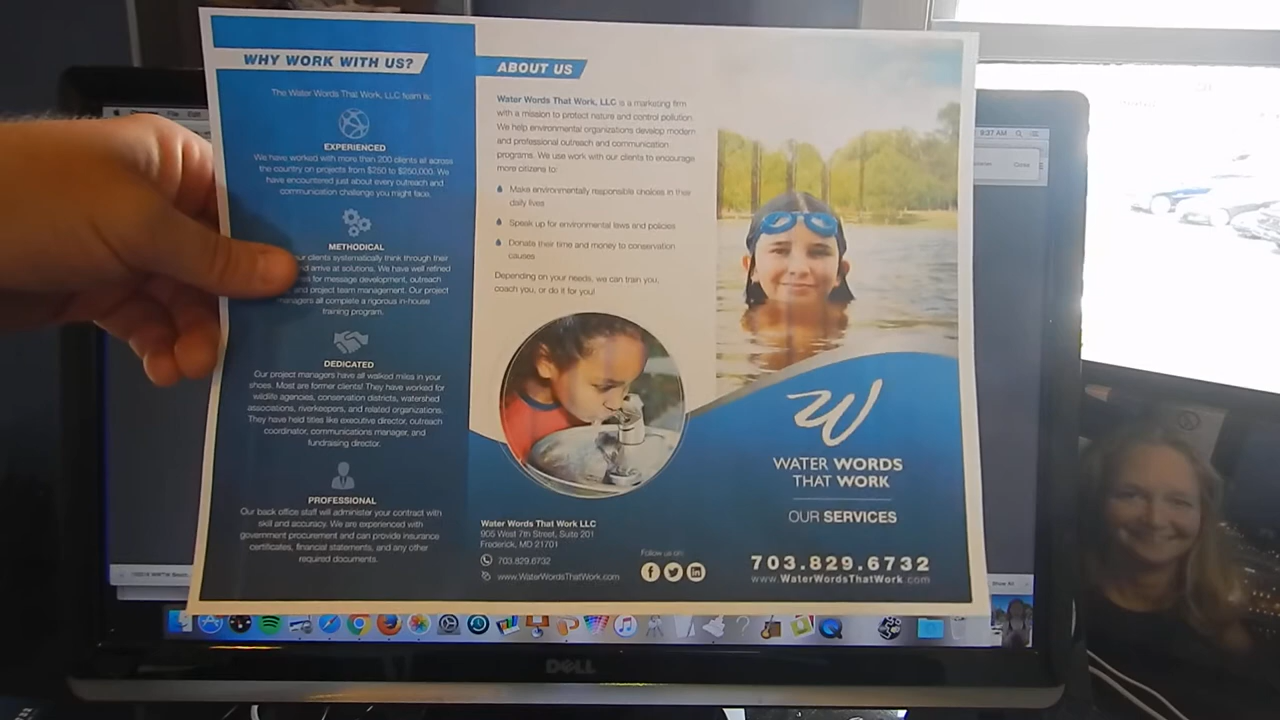 WHY WORK WITH US?
The Water Words That Work, LLC team is:
EXPERIENCED
We have worked with more than 200 clients all across
the country on projects from $250 to $250,000. We
have encountered just about every outreach and
communication challenge you might face.
METHODICAL
our clients systematically think through their
and arrive at solutions. We have well refined
for message development, outreach
and project team management. Our project
managers all complete a rigorous in-house
training program.
DEDICATED
Our project managers have all walked miles in your
shoes. Most are former clients! They have worked for
wildlife agencies, conservation districts, watershed
associations, riverkeepers, and related organizations.
They have held titles like executive director, outreach
coordinator, communications manager, and
fundraising director.
PROFESSIONAL
Our back office staff will administer your contract with
skill and accuracy. We are experienced with
government procurement and can provide insurance
certificates, financial statements, and any other
required documents.
ABOUT US
Water Words That Work, LLC is a marketing firm
with a mission to protect nature and control pollution.
We help environmental organizations develop modern
and professional outreach and communication
programs. We use work with our clients to encourage
more citizens to:
Make environmentally responsible choices in their
daily lives
Speak up for environmental laws and policies
Donate their time and money to conservation
causes
Depending on your needs, we can train you,
coach you, or do it for you!
Water Words That Work LLC
905 West 7th Street, Suite 201
Frederick, MD 21701
703.829.6732
www.WaterWordsThatWork.com
Follow us on:
W
WATER WORDS
THAT WORK
OUR SERVICES
703.829.6732
www.WaterWordsThatWork.com
File Edit
9:37 AM
Close
Show All
DELL